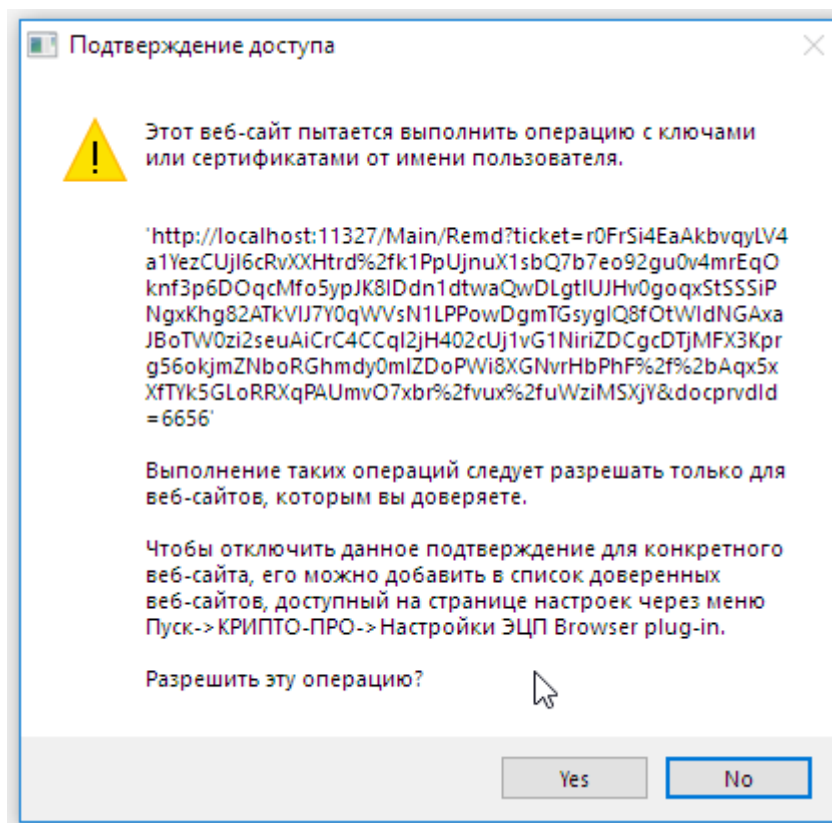 Подтверждение доступа
Этот веб-сайт пытается выполнить операцию с ключами
или сертификатами от имени пользователя.
'http://localhost:11327/Main/Remd?ticket=r0FrSi4EaAkbvqyLV4
a1YezCUjl6cRvXXHtrd%2fk1PpUjnuX1sbQ7b7eo92gu0v4mrEqO
knf3p6DOqcMfo5ypJK8lDdn1dtwaQwDLgtlUJHv0goqxStSSSiP
NgxKhg82ATkVlJ7Y0qWVsN1LPPowDgmTGsyglQ8fOtWldNGAxa
JBoTW0zi2seuAiCrC4CCql2jH402cUj1vG1NiriZDCgcDTjMFX3Kpr
g56okjmZNboRGhmdy0mlZDoPWi8XGNvrHbPhF%2f%2bAqx5x
XfTYk5GLoRRXqPAUmvO7xbr%2fvux%2fuWziMSXjY&docprvdId
=6656'
Выполнение таких операций следует разрешать только для
веб-сайтов, которым вы доверяете.
Чтобы отключить данное подтверждение для конкретного
веб-сайта, его можно добавить в список доверенных
веб-сайтов, доступный на странице настроек через меню
Пуск->КРИПТО-ПРО->Настройки ЭЦП Browser plug-in.
Разрешить эту операцию?
Yes
No